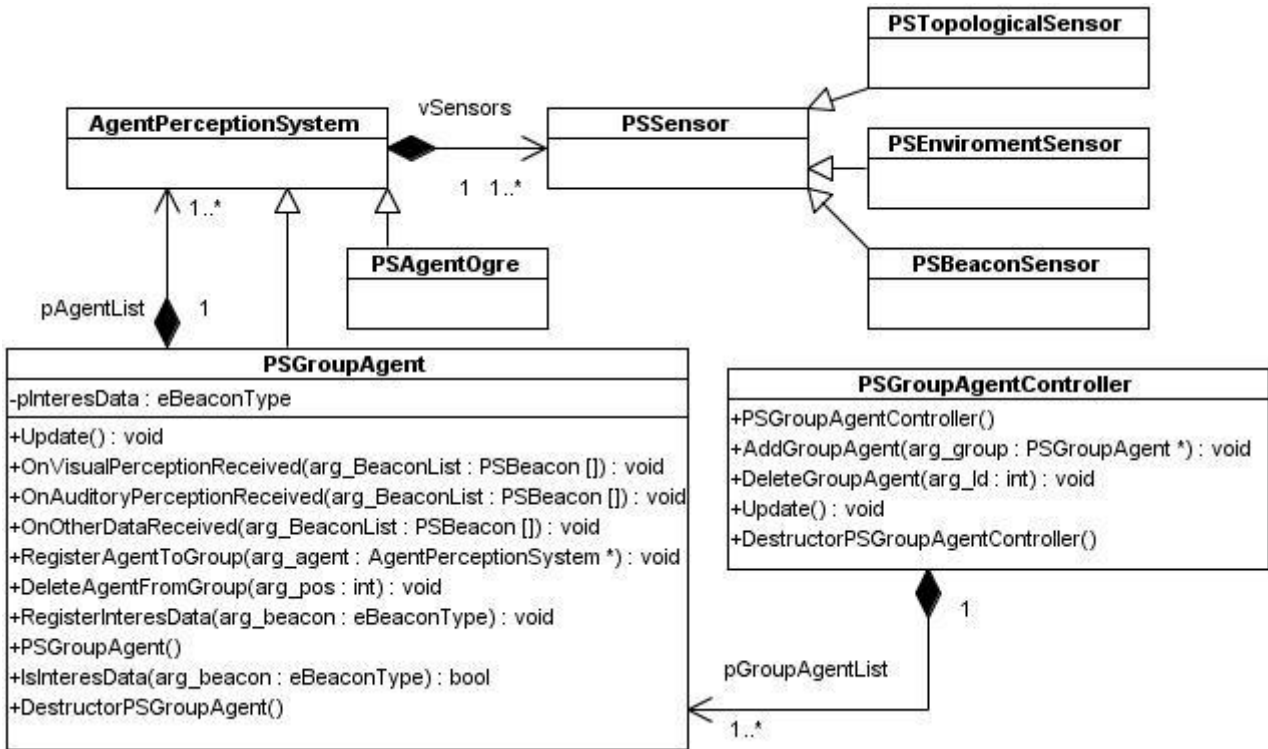 PSTopologicalSensor
AgentPerceptionSystem
vSensors
PSSensor
PSEnviromentSensor
1 1..*
1..*
PSAgentOgre
PSBeaconSensor
pAgentList
1
PSGroupAgent
-pInteresData : eBeaconType
+Update() : void
+OnVisualPerceptionReceived(arg_BeaconList : PSBeacon []) : void
+OnAuditoryPerceptionReceived(arg_BeaconList : PSBeacon []) : void
+OnOtherDataReceived(arg_BeaconList : PSBeacon []) : void
+RegisterAgentToGroup(arg_agent : AgentPerceptionSystem *) : void
+DeleteAgentFromGroup(arg_pos : int) : void
+RegisterInteresData(arg_beacon : eBeaconType) : void
+PSGroupAgent()
+IsInteresData(arg_beacon : eBeaconType) : bool
+DestructorPSGroupAgent()
PSGroupAgentController
+PSGroupAgentController()
+AddGroupAgent(arg_group : PSGroupAgent *) : void
+DeleteGroupAgent(arg_Id : int) : void
+Update() : void
+DestructorPSGroupAgentController()
1
pGroupAgentList
1..*